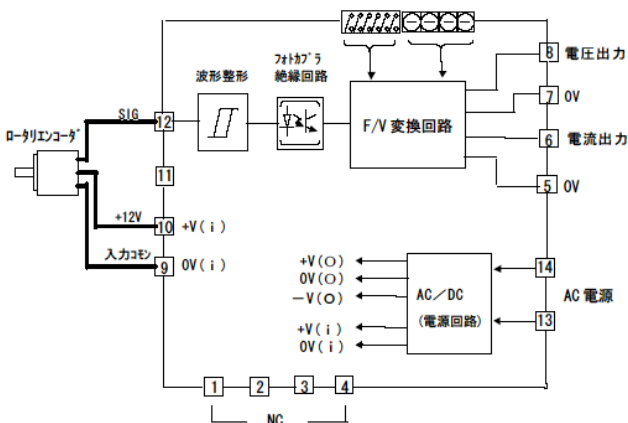 波形整形
ﾌｫﾄｶﾌﾟﾗ
絶縁回路
F/V 変換回路
8 電圧出力
7 0V
6 電流出力
5 0V
ﾛｰﾀﾘｴﾝｺｰﾀﾞ
SIG
12
11
+12V
10 +V(i)
入力ｺﾓﾝ
9 0V(i)
+V(O)
0V(O)
-V(O)
+V(i)
0V(i)
AC/DC
(電源回路)
14
AC 電源
13
1 2 3 4
NC